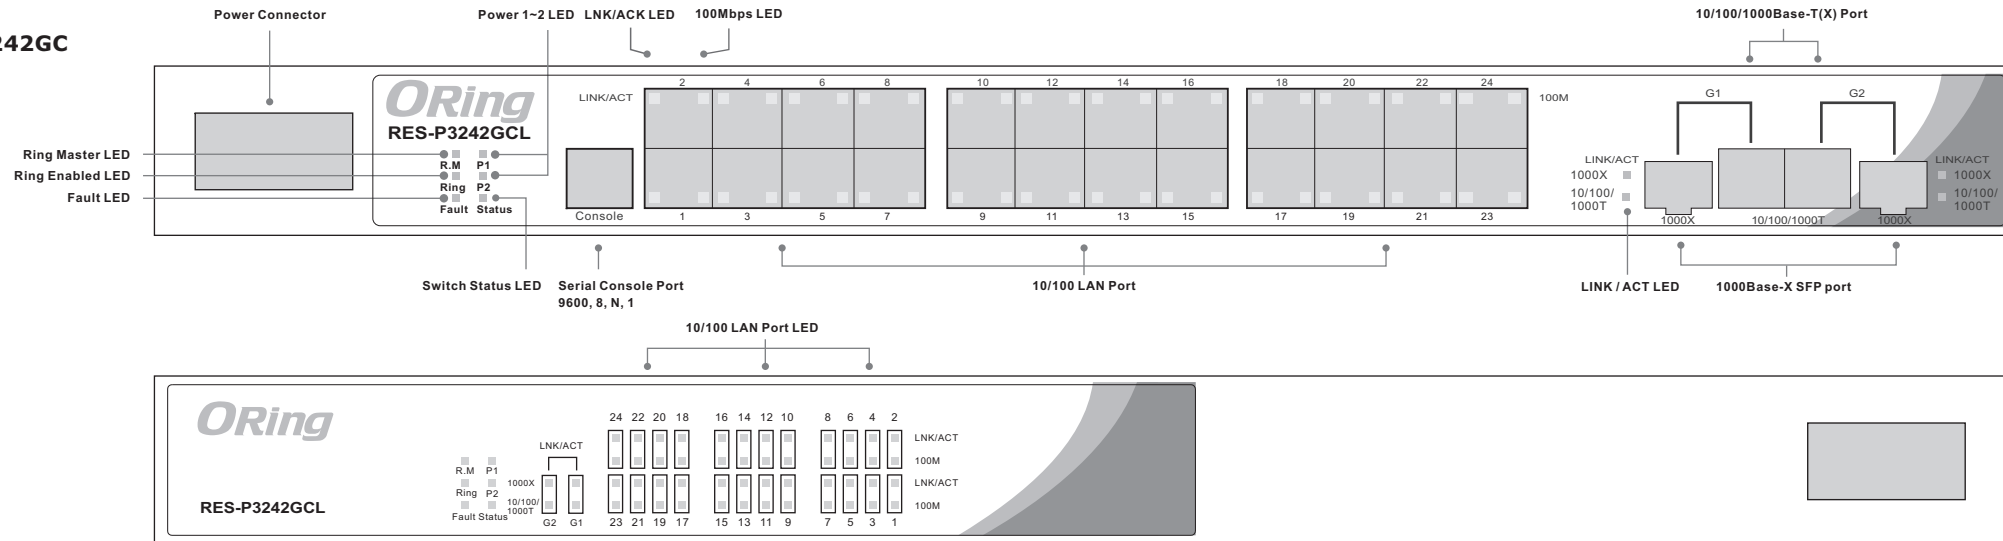 Power Connector
Power 1~2 LED
LNK/ACK LED
100Mbps LED
10/100/1000Base-T(X) Port
242GC
ORing
RES-P3242GCL
Ring Master LED
Ring Enabled LED
Fault LED
R.M P1
Ring P2
Fault Status
Console
LINK/ACT
2 4 6 8 10 12 14 16 18 20 22 24
100M
1 3 5 7 9 11 13 15 17 19 21 23
G1 G2
LINK/ACT
1000X
10/100/
1000T
LINK/ACT
1000X
10/100/
1000T
1000X 10/100/1000T 1000X
Switch Status LED
Serial Console Port
9600, 8, N, 1
10/100 LAN Port
LINK / ACT LED
1000Base-X SFP port
10/100 LAN Port LED
ORing
RES-P3242GCL
R.M P1
Ring P2
Fault Status
LNK/ACT
1000X
10/100/
1000T
G2 G1
24 22 20 18 16 14 12 10 8 6 4 2
LNK/ACT
100M
LNK/ACT
100M
23 21 19 17 15 13 11 9 7 5 3 1